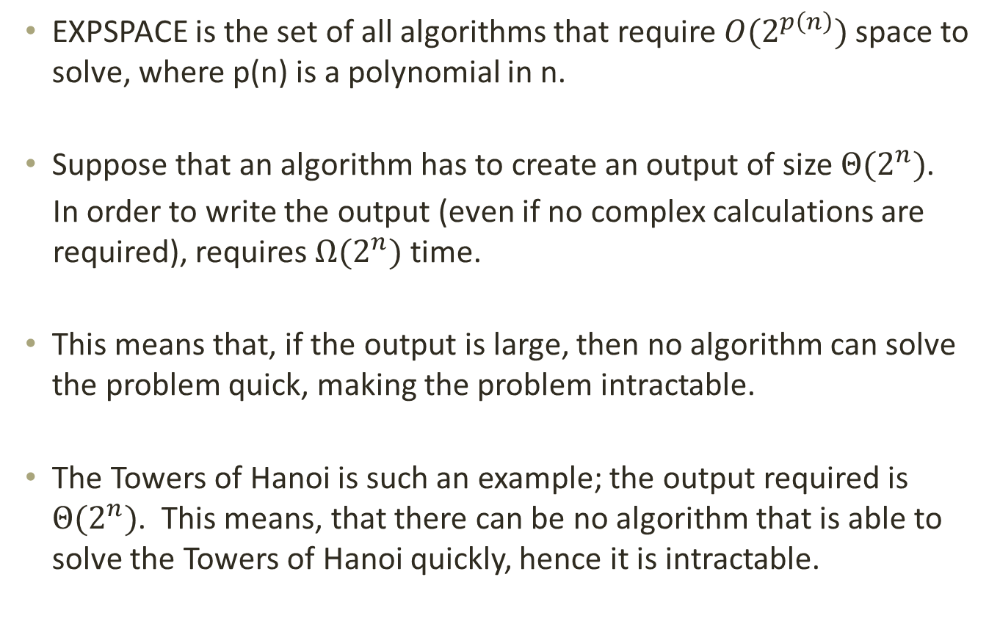 • EXPSPACE is the set of all algorithms that require 𝑂(2^{𝑝(𝑛)}) space to
solve, where p(n) is a polynomial in n.
• Suppose that an algorithm has to create an output of size Θ(2^𝑛).
In order to write the output (even if no complex calculations are
required), requires Ω(2^𝑛) time.
• This means that, if the output is large, then no algorithm can solve
the problem quick, making the problem intractable.
• The Towers of Hanoi is such an example; the output required is
Θ(2^𝑛). This means, that there can be no algorithm that is able to
solve the Towers of Hanoi quickly, hence it is intractable.